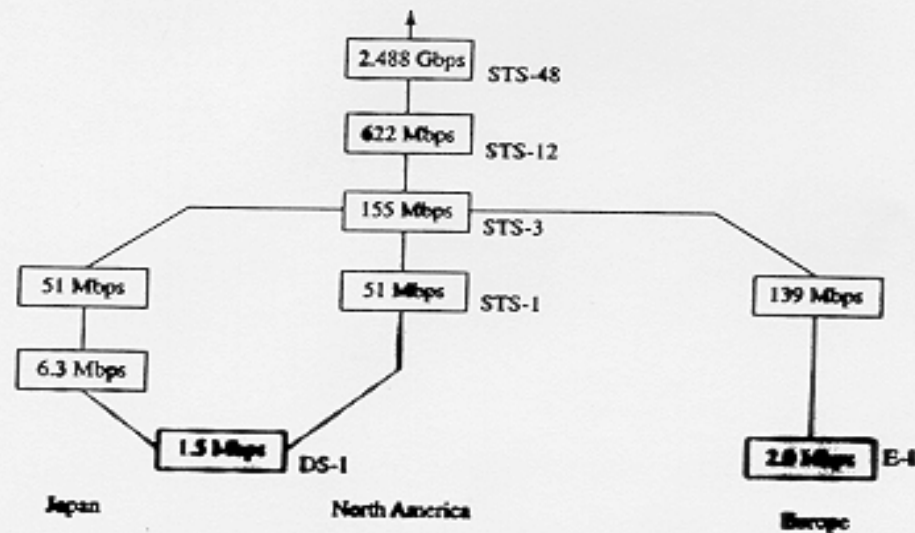 2.488 Gbps
STS-48
622 Mbps
STS-12
155 Mbps
STS-3
51 Mbps
51 Mbps
STS-1
139 Mbps
6.3 Mbps
1.5 Mbps
DS-1
2.0 Mbps
E-1
Japan
North America
Europe